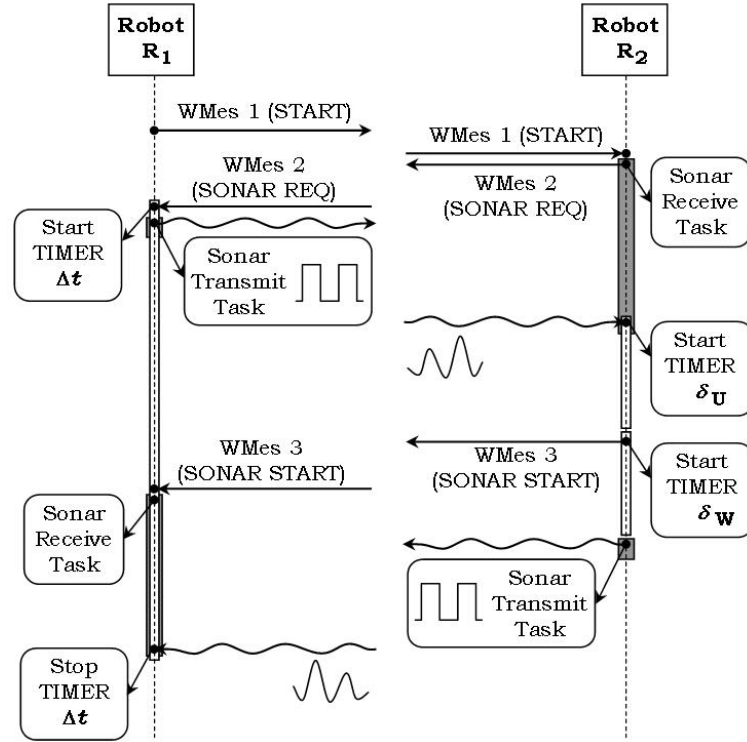 Robot
R1
Robot
R2
WMes 1 (START)
WMes 1 (START)
WMes 2
(SONAR REQ)
WMes 2
(SONAR REQ)
Sonar
Receive
Task
Start
TIMER
Δt
Sonar
Transmit
Task
Start
TIMER
δU
WMes 3
(SONAR START)
WMes 3
(SONAR START)
Start
TIMER
δW
Sonar
Receive
Task
Sonar
Transmit
Task
Stop
TIMER
Δt